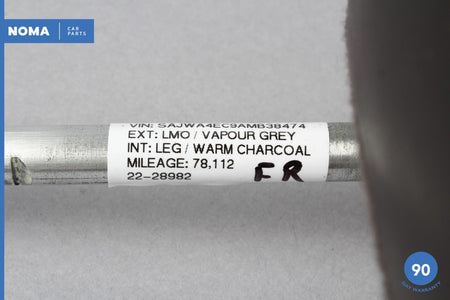 NOMA CAR PARTS
VIN: SAJWA4EC9AMB38474
EXT: LMO / VAPOUR GREY
INT: LEG / WARM CHARCOAL
MILEAGE: 78,112
22-28982 FR
90
DAY WARRANTY